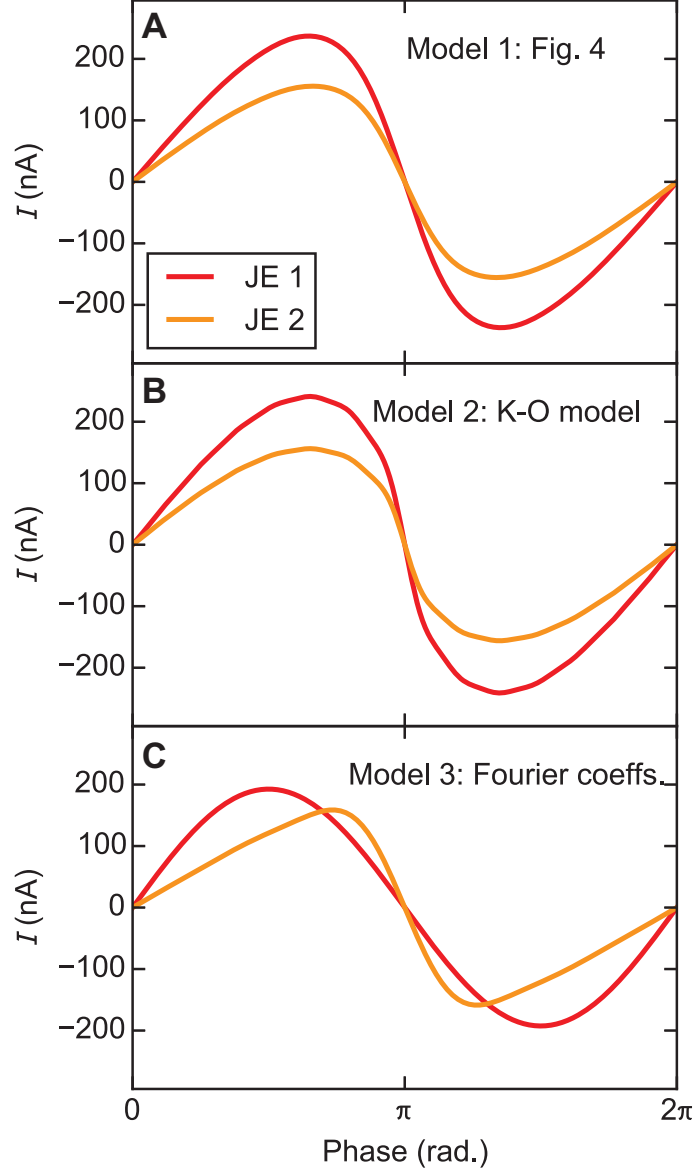 A
Model 1: Fig. 4
200
100
0
−100
−200
I (nA)
JE 1
JE 2
B
Model 2: K-O model
200
100
0
−100
−200
I (nA)
C
Model 3: Fourier coeffs.
200
100
0
−100
−200
I (nA)
0
π
2π
Phase (rad.)